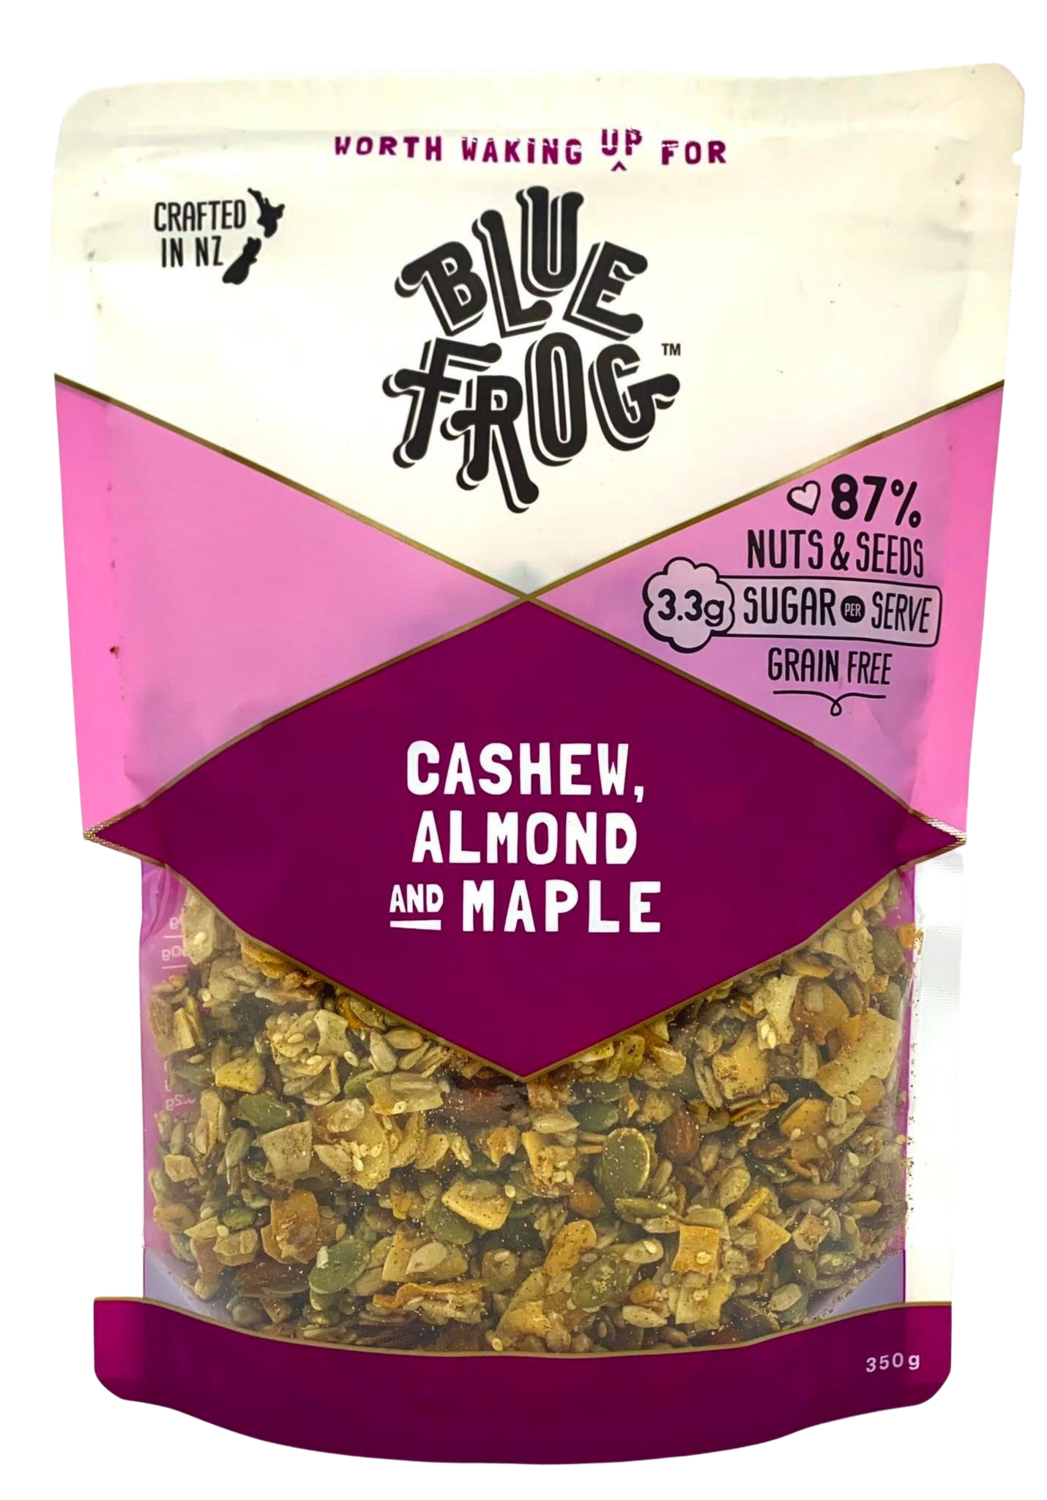 WORTH WAKING UP FOR
CRAFTED
IN NZ
BLUE
FROG™
87%
NUTS & SEEDS
3.3g SUGAR PER SERVE
GRAIN FREE
CASHEW,
ALMOND
AND MAPLE
350g